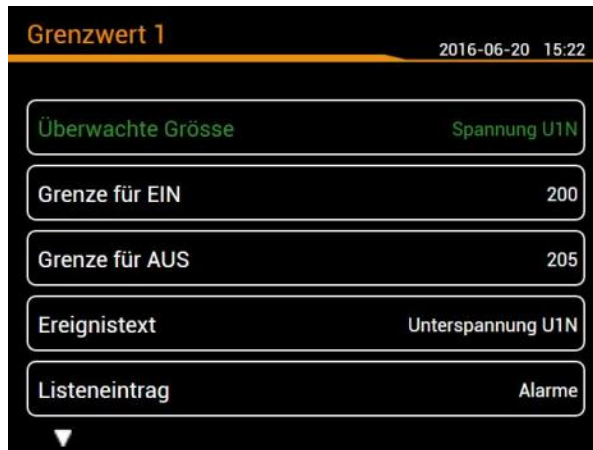 Grenzwert 1
2016-06-20 15:22
Überwachte Grösse Spannung U1N
Grenze für EIN 200
Grenze für AUS 205
Ereignistext Unterspannung U1N
Listeneintrag Alarme